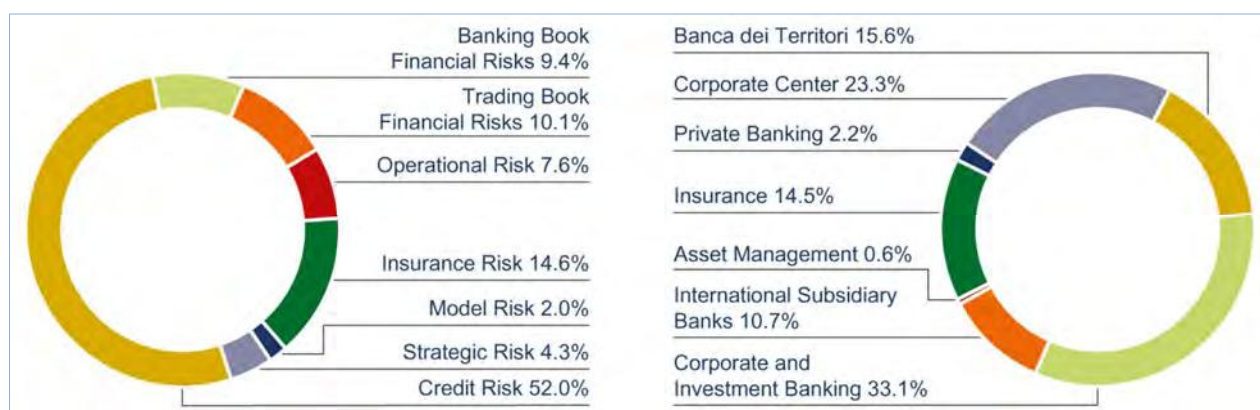 Banking Book
Financial Risks 9.4%
Trading Book
Financial Risks 10.1%
Operational Risk 7.6%
Insurance Risk 14.6%
Model Risk 2.0%
Strategic Risk 4.3%
Credit Risk 52.0%
Banca dei Territori 15.6%
Corporate Center 23.3%
Private Banking 2.2%
Insurance 14.5%
Asset Management 0.6%
International Subsidiary
Banks 10.7%
Corporate and
Investment Banking 33.1%